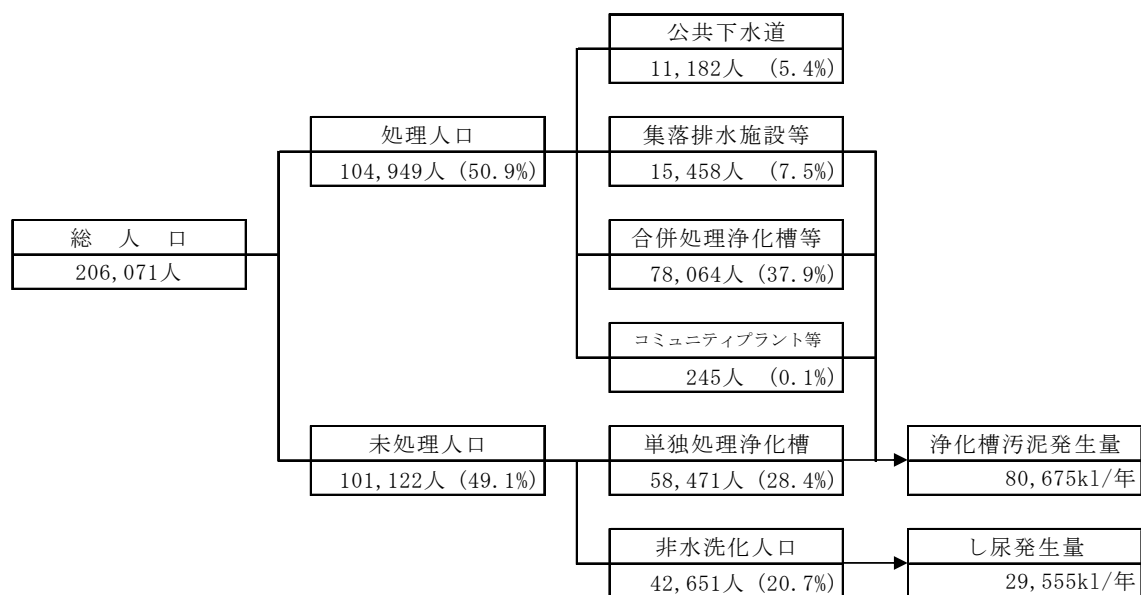 公共下水道
11,182人 (5.4%)
処理人口
104,949人 (50.9%)
集落排水施設等
15,458人 (7.5%)
総 人 口
206,071人
合併処理浄化槽等
78,064人 (37.9%)
コミュニティプラント等
245人 (0.1%)
未処理人口
101,122人 (49.1%)
単独処理浄化槽
58,471人 (28.4%)
浄化槽汚泥発生量
80,675kl/年
非水洗化人口
42,651人 (20.7%)
し尿発生量
29,555kl/年